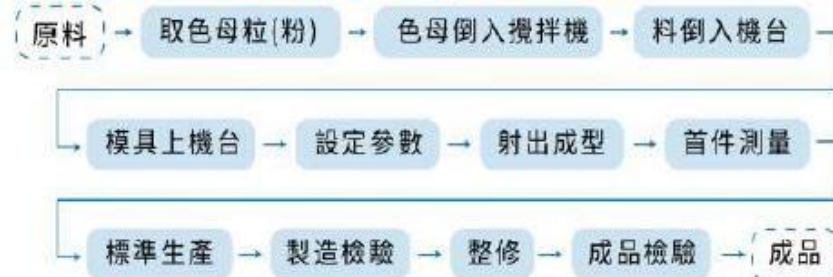 原料 → 取色母粒(粉) → 色母倒入攪拌機 → 料倒入機台
模具上機台 → 設定參數 → 射出成型 → 首件測量
標準生產 → 製造檢驗 → 整修 → 成品檢驗 → 成品